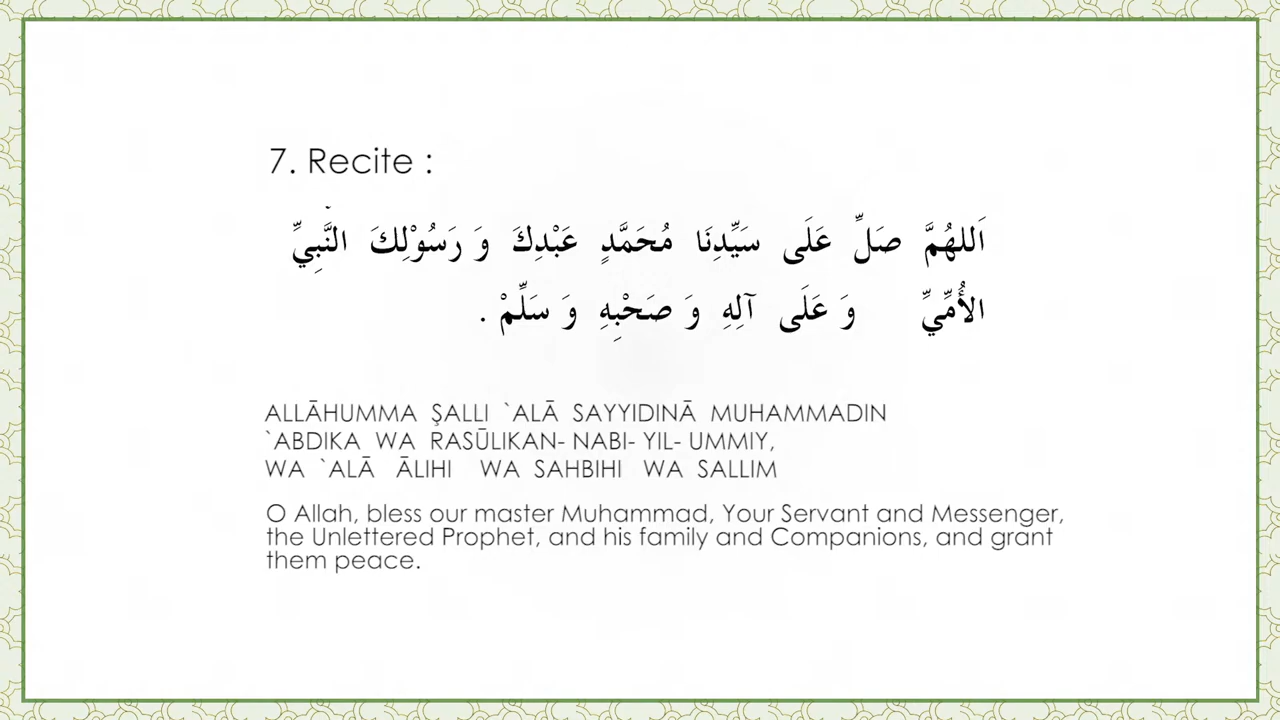 7. Recite :
اَللهُمَّ صَلِّ عَلَى سَيِّدِنَا مُحَمَّدٍ عَبْدِكَ وَ رَسُوْلِكَ النَّبِيِّ
الأُمِّيِّ وَ عَلَى آلِهِ وَ صَحْبِهِ وَ سَلِّمْ .
ALLĀHUMMA ŞALLI `ALĀ SAYYIDINĀ MUHAMMADIN
`ABDIKA WA RASŪLIKAN- NABI- YIL- UMMIY,
WA `ALĀ ĀLIHI WA SAHBIHI WA SALLIM
O Allah, bless our master Muhammad, Your Servant and Messenger,
the Unlettered Prophet, and his family and Companions, and grant
them peace.